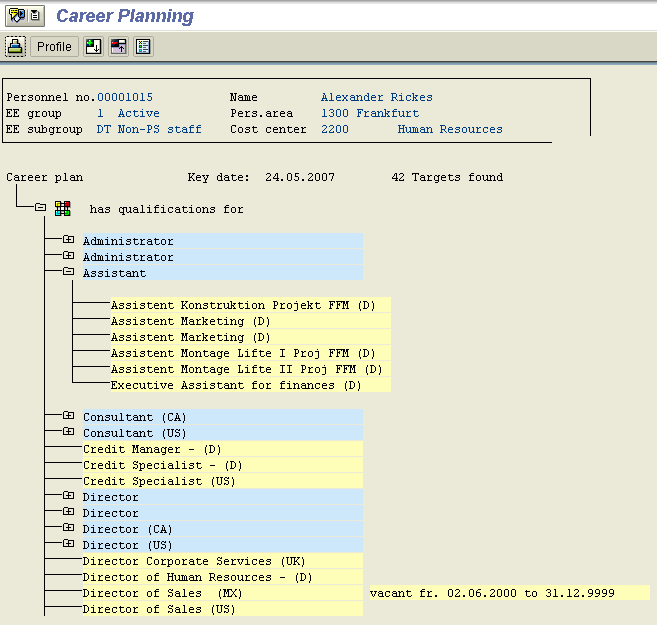 Career Planning
Profile
Personnel no.00001015 Name Alexander Rickes
EE group 1 Active Pers.area 1300 Frankfurt
EE subgroup DT Non-PS staff Cost center 2200 Human Resources
Career plan Key date: 24.05.2007 42 Targets found
has qualifications for
Administrator
Administrator
Assistant
Assistent Konstruktion Projekt FFM (D)
Assistent Marketing (D)
Assistent Marketing (D)
Assistent Montage Lifte I Proj FFM (D)
Assistent Montage Lifte II Proj FFM (D)
Executive Assistant for finances (D)
Consultant (CA)
Consultant (US)
Credit Manager - (D)
Credit Specialist - (D)
Credit Specialist (US)
Director
Director
Director (CA)
Director (US)
Director Corporate Services (UK)
Director of Human Resources - (D)
Director of Sales (MX) vacant fr. 02.06.2000 to 31.12.9999
Director of Sales (US)